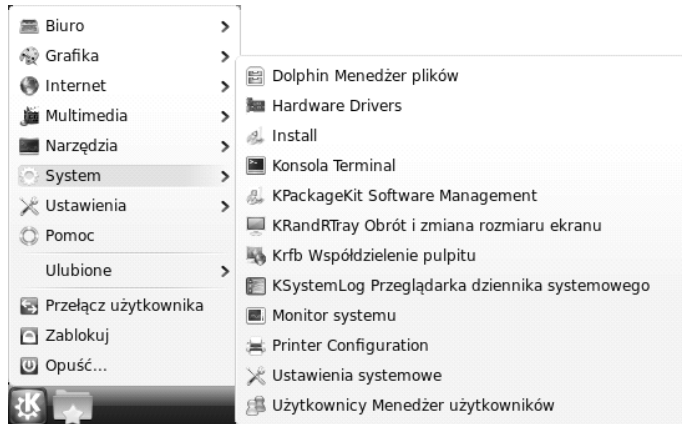 Biuro
Grafika
Internet
Multimedia
Narzędzia
System
Ustawienia
Pomoc
Ulubione
Przełącz użytkownika
Zablokuj
Opuść...
Dolphin Menedżer plików
Hardware Drivers
Install
Konsola Terminal
KPackageKit Software Management
KRandRTray Obrót i zmiana rozmiaru ekranu
Krfb Współdzielenie pulpitu
KSystemLog Przeglądarka dziennika systemowego
Monitor systemu
Printer Configuration
Ustawienia systemowe
Użytkownicy Menedżer użytkowników